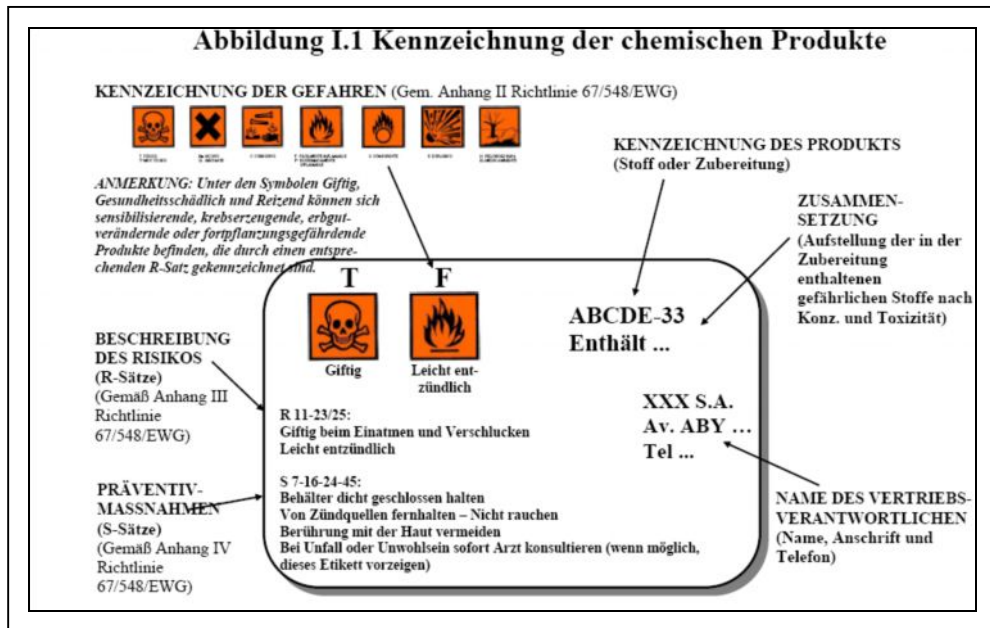 Abbildung I.1 Kennzeichnung der chemischen Produkte
KENNZEICHNUNG DER GEFAHREN (Gem. Anhang II Richtlinie 67/548/EWG)
ANMERKUNG: Unter den Symbolen Giftig,
Gesundheitsschädlich und Reizend können sich
sensibilisierende, krebserzeugende, erbgut-
verändernde oder fortpflanzungsgefährdende
Produkte befinden, die durch einen entspre-
chenden R-Satz gekennzeichnet sind.
KENNZEICHNUNG DES PRODUKTS
(Stoff oder Zubereitung)
ZUSAMMEN-
SETZUNG
(Aufstellung der in der
Zubereitung
enthaltenen
gefährlichen Stoffe nach
Konz. und Toxizität)
T
F
Giftig
Leicht ent-
zündlich
ABCDE-33
Enthält ...
BESCHREIBUNG
DES RISIKOS
(R-Sätze)
(Gemäß Anhang III
Richtlinie
67/548/EWG)
R 11-23/25:
Giftig beim Einatmen und Verschlucken
Leicht entzündlich
XXX S.A.
Av. ABY …
Tel ...
PRÄVENTIV-
MASSNAHMEN
(S-Sätze)
(Gemäß Anhang IV
Richtlinie
67/548/EWG)
S 7-16-24-45:
Behälter dicht geschlossen halten
Von Zündquellen fernhalten – Nicht rauchen
Berührung mit der Haut vermeiden
Bei Unfall oder Unwohlsein sofort Arzt konsultieren (wenn möglich,
dieses Etikett vorzeigen)
NAME DES VERTRIEBS-
VERANTWORTLICHEN
(Name, Anschrift und
Telefon)